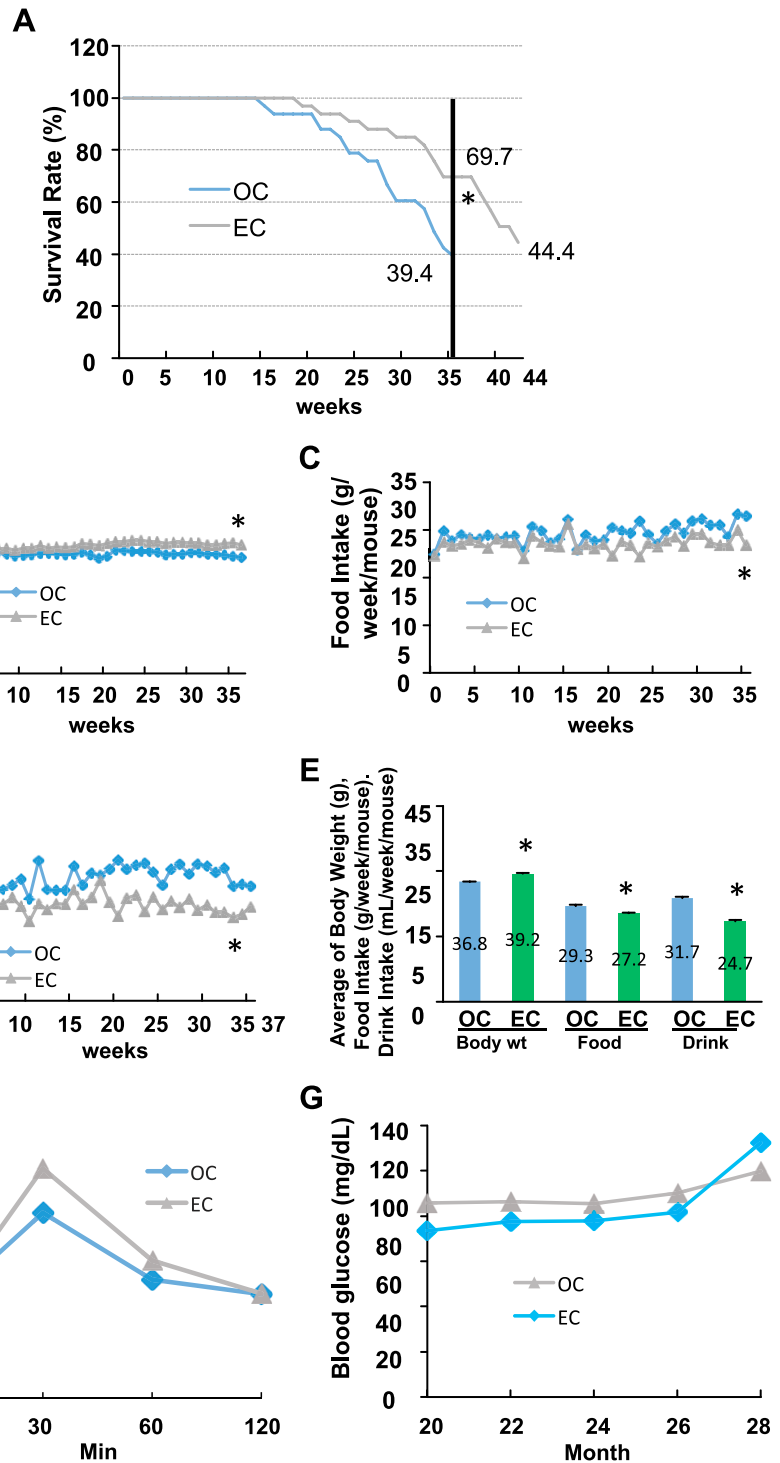 A
Survival Rate (%)
120
100
80
60
40
20
0
OC
EC
69.7
*
39.4
44.4
0 5 10 15 20 25 30 35 40 44
weeks
*
OC
EC
10 15 20 25 30 35
weeks
C
Food Intake (g/
week/mouse)
35
30
25
20
15
10
5
0
*
OC
EC
0 5 10 15 20 25 30 35
weeks
*
OC
EC
10 15 20 25 30 35 37
weeks
E
Average of Body Weight (g),
Food Intake (g/week/mouse).
Drink Intake (mL/week/mouse)
45
35
25
15
5
0
* * *
36.8 39.2 29.3 27.2 31.7 24.7
OC EC OC EC OC EC
Body wt Food Drink
OC
EC
30 60 120
Min
G
Blood glucose (mg/dL)
140
120
100
80
60
40
20
0
OC
EC
20 22 24 26 28
Month